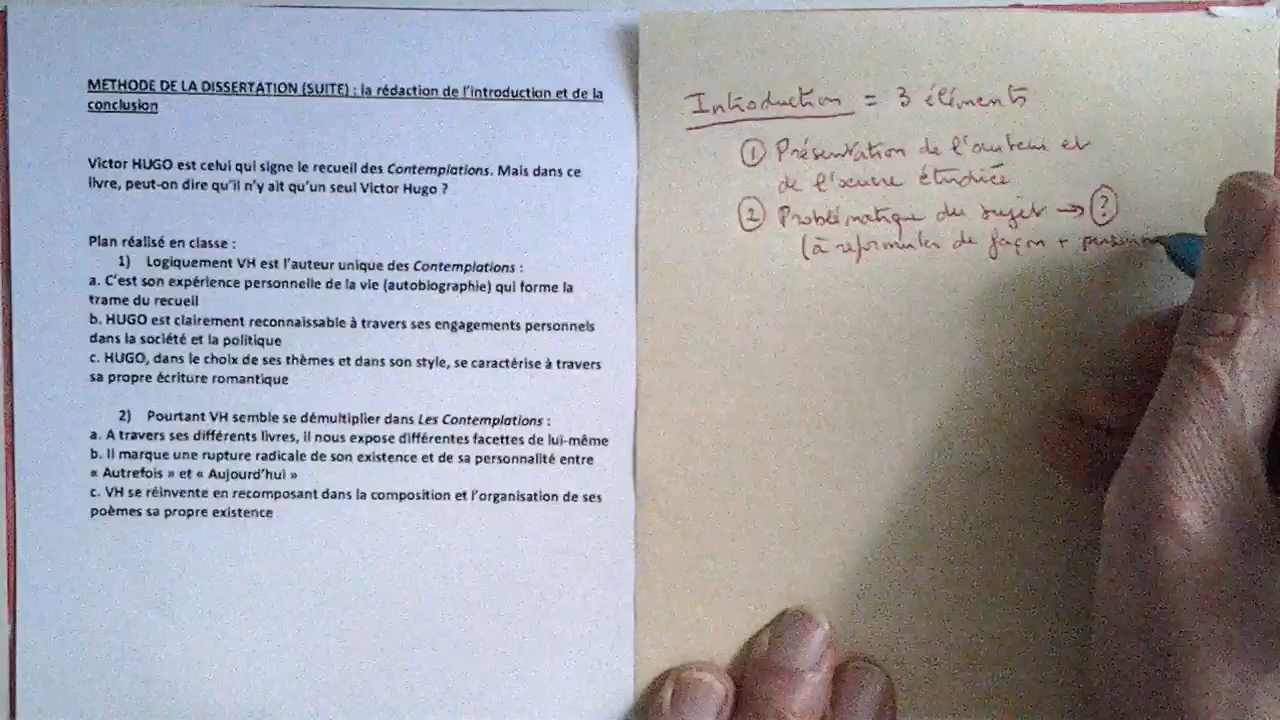 METHODE DE LA DISSERTATION (SUITE) : la rédaction de l'introduction et de la
conclusion
Victor HUGO est celui qui signe le recueil des Contemplations. Mais dans ce
livre, peut-on dire qu'il n'y ait qu'un seul Victor Hugo ?
Plan réalisé en classe :
1) Logiquement VH est l'auteur unique des Contemplations :
a. C'est son expérience personnelle de la vie (autobiographie) qui forme la
trame du recueil
b. HUGO est clairement reconnaissable à travers ses engagements personnels
dans la société et la politique
c. HUGO, dans le choix de ses thèmes et dans son style, se caractérise à travers
sa propre écriture romantique
2) Pourtant VH semble se démultiplier dans Les Contemplations :
a. A travers ses différents livres, il nous expose différentes facettes de lui-même
b. Il marque une rupture radicale de son existence et de sa personnalité entre
« Autrefois » et « Aujourd'hui »
c. VH se réinvente en recomposant dans la composition et l'organisation de ses
poèmes sa propre existence
Introduction = 3 éléments
① Présentation de l'auteur et
de l'œuvre étudiée
② Problématique du sujet → ?
(à reformuler de façon +